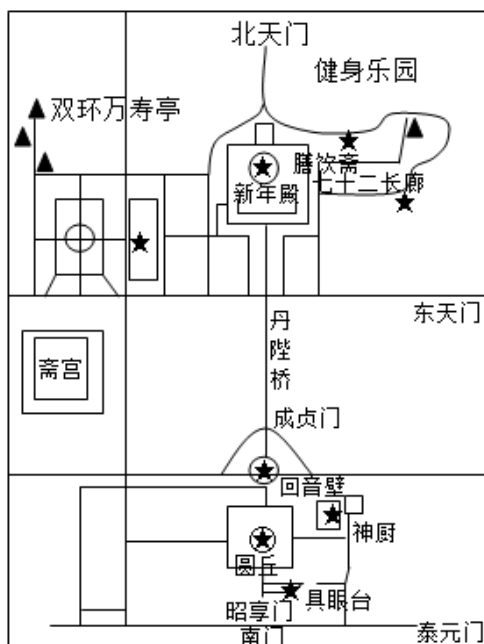 北天门
健身乐园
双环万寿亭
膳饮斋
七十二长廊
新年殿
东天门
丹陛桥
斋宫
成贞门
回音壁
神厨
圆丘
具眼台
昭享门
南门
泰元门